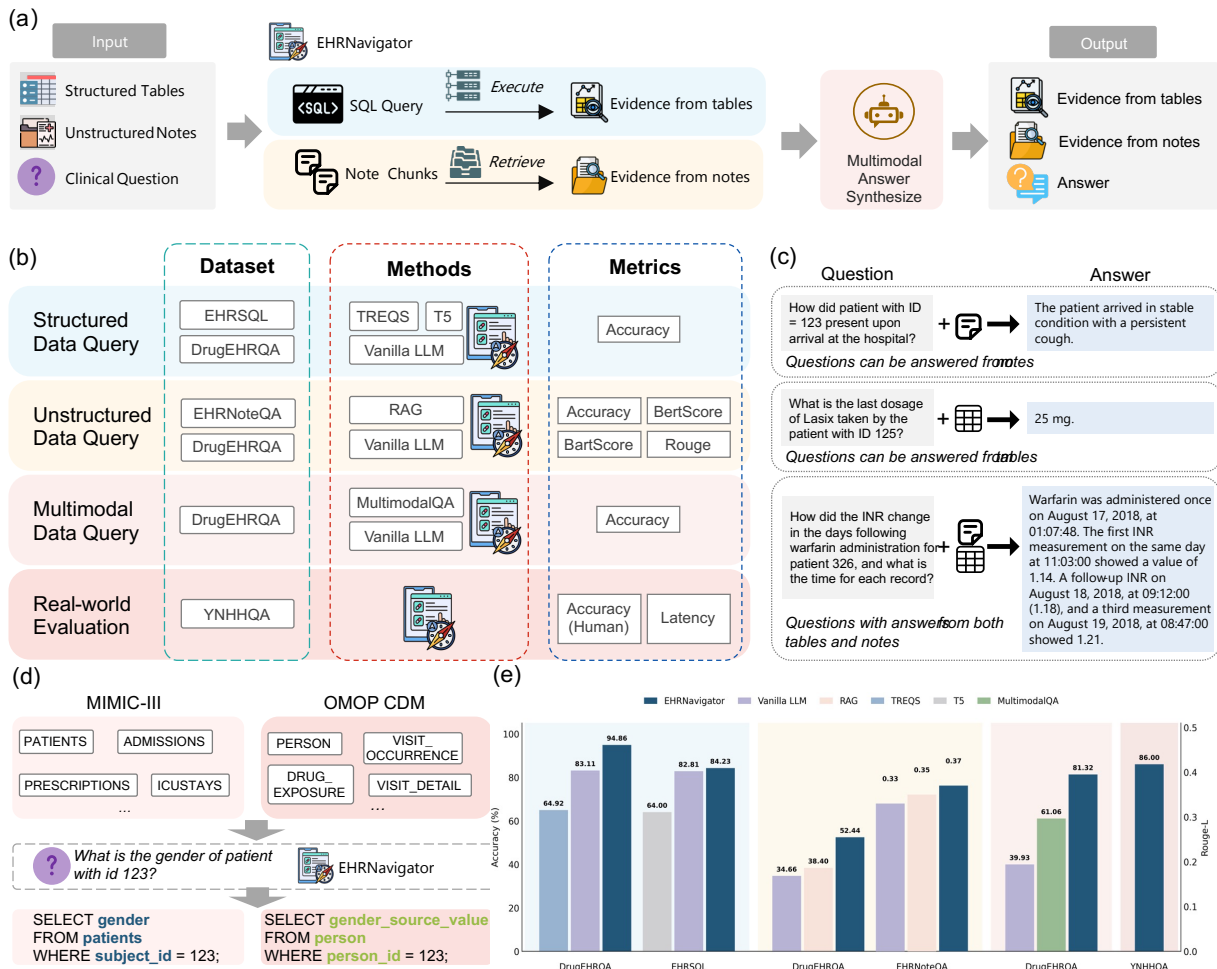 (a)
Input
EHRNavigator
Output
Structured Tables
Unstructured Notes
Clinical Question
<SQL>
SQL Query
Execute
Evidence from tables
Note Chunks
Retrieve
Evidence from notes
Multimodal
Answer
Synthesize
Evidence from tables
Evidence from notes
Answer
(b)
Dataset
Methods
Metrics
Structured
Data Query
EHRSQL
DrugEHRQA
TREQS
T5
Vanilla LLM
Accuracy
Unstructured
Data Query
EHRNoteQA
DrugEHRQA
RAG
Vanilla LLM
Accuracy
BertScore
BartScore
Rouge
Multimodal
Data Query
DrugEHRQA
MultimodalQA
Vanilla LLM
Accuracy
Real-world
Evaluation
YNHHQA
Accuracy
(Human)
Latency
(c)
Question
Answer
How did patient with ID
= 123 present upon
arrival at the hospital?
+
The patient arrived in stable
condition with a persistent
cough.
Questions can be answered from notes
What is the last dosage
of Lasix taken by the
patient with ID 125?
+
25 mg.
Questions can be answered from tables
How did the INR change
in the days following
warfarin administration for
patient 326, and what is
the time for each record?
+
Warfarin was administered once
on August 17, 2018, at
01:07:48. The first INR
measurement on the same day
at 11:03:00 showed a value of
1.14. A follow-up INR on
August 18, 2018, at 09:12:00
(1.18), and a third measurement
on August 19, 2018, at 08:47:00
showed 1.21.
Questions with answers from both
tables and notes
(d)
MIMIC-III
PATIENTS
ADMISSIONS
PRESCRIPTIONS
ICUSTAYS
...
OMOP CDM
PERSON
VISIT_
OCCURRENCE
DRUG_
EXPOSURE
VISIT_DETAIL
...
?
What is the gender of patient
with id 123?
EHRNavigator
SELECT gender
FROM patients
WHERE subject_id = 123;
SELECT gender_source_value
FROM person
WHERE person_id = 123;
(e)
EHRNavigator
Vanilla LLM
RAG
TREQS
T5
MultimodalQA
Accuracy (%)
100
80
60
40
20
0
64.92
83.11
94.86
64.00
82.81
84.23
34.66
38.40
52.44
0.33
0.35
0.37
39.93
61.06
81.32
86.00
0.5
0.4
0.3
0.2
0.1
0.0
Rouge-L
DrugEHRQA
EHRSQL
DrugEHRQA
EHRNoteQA
DrugEHRQA
YNHHQA